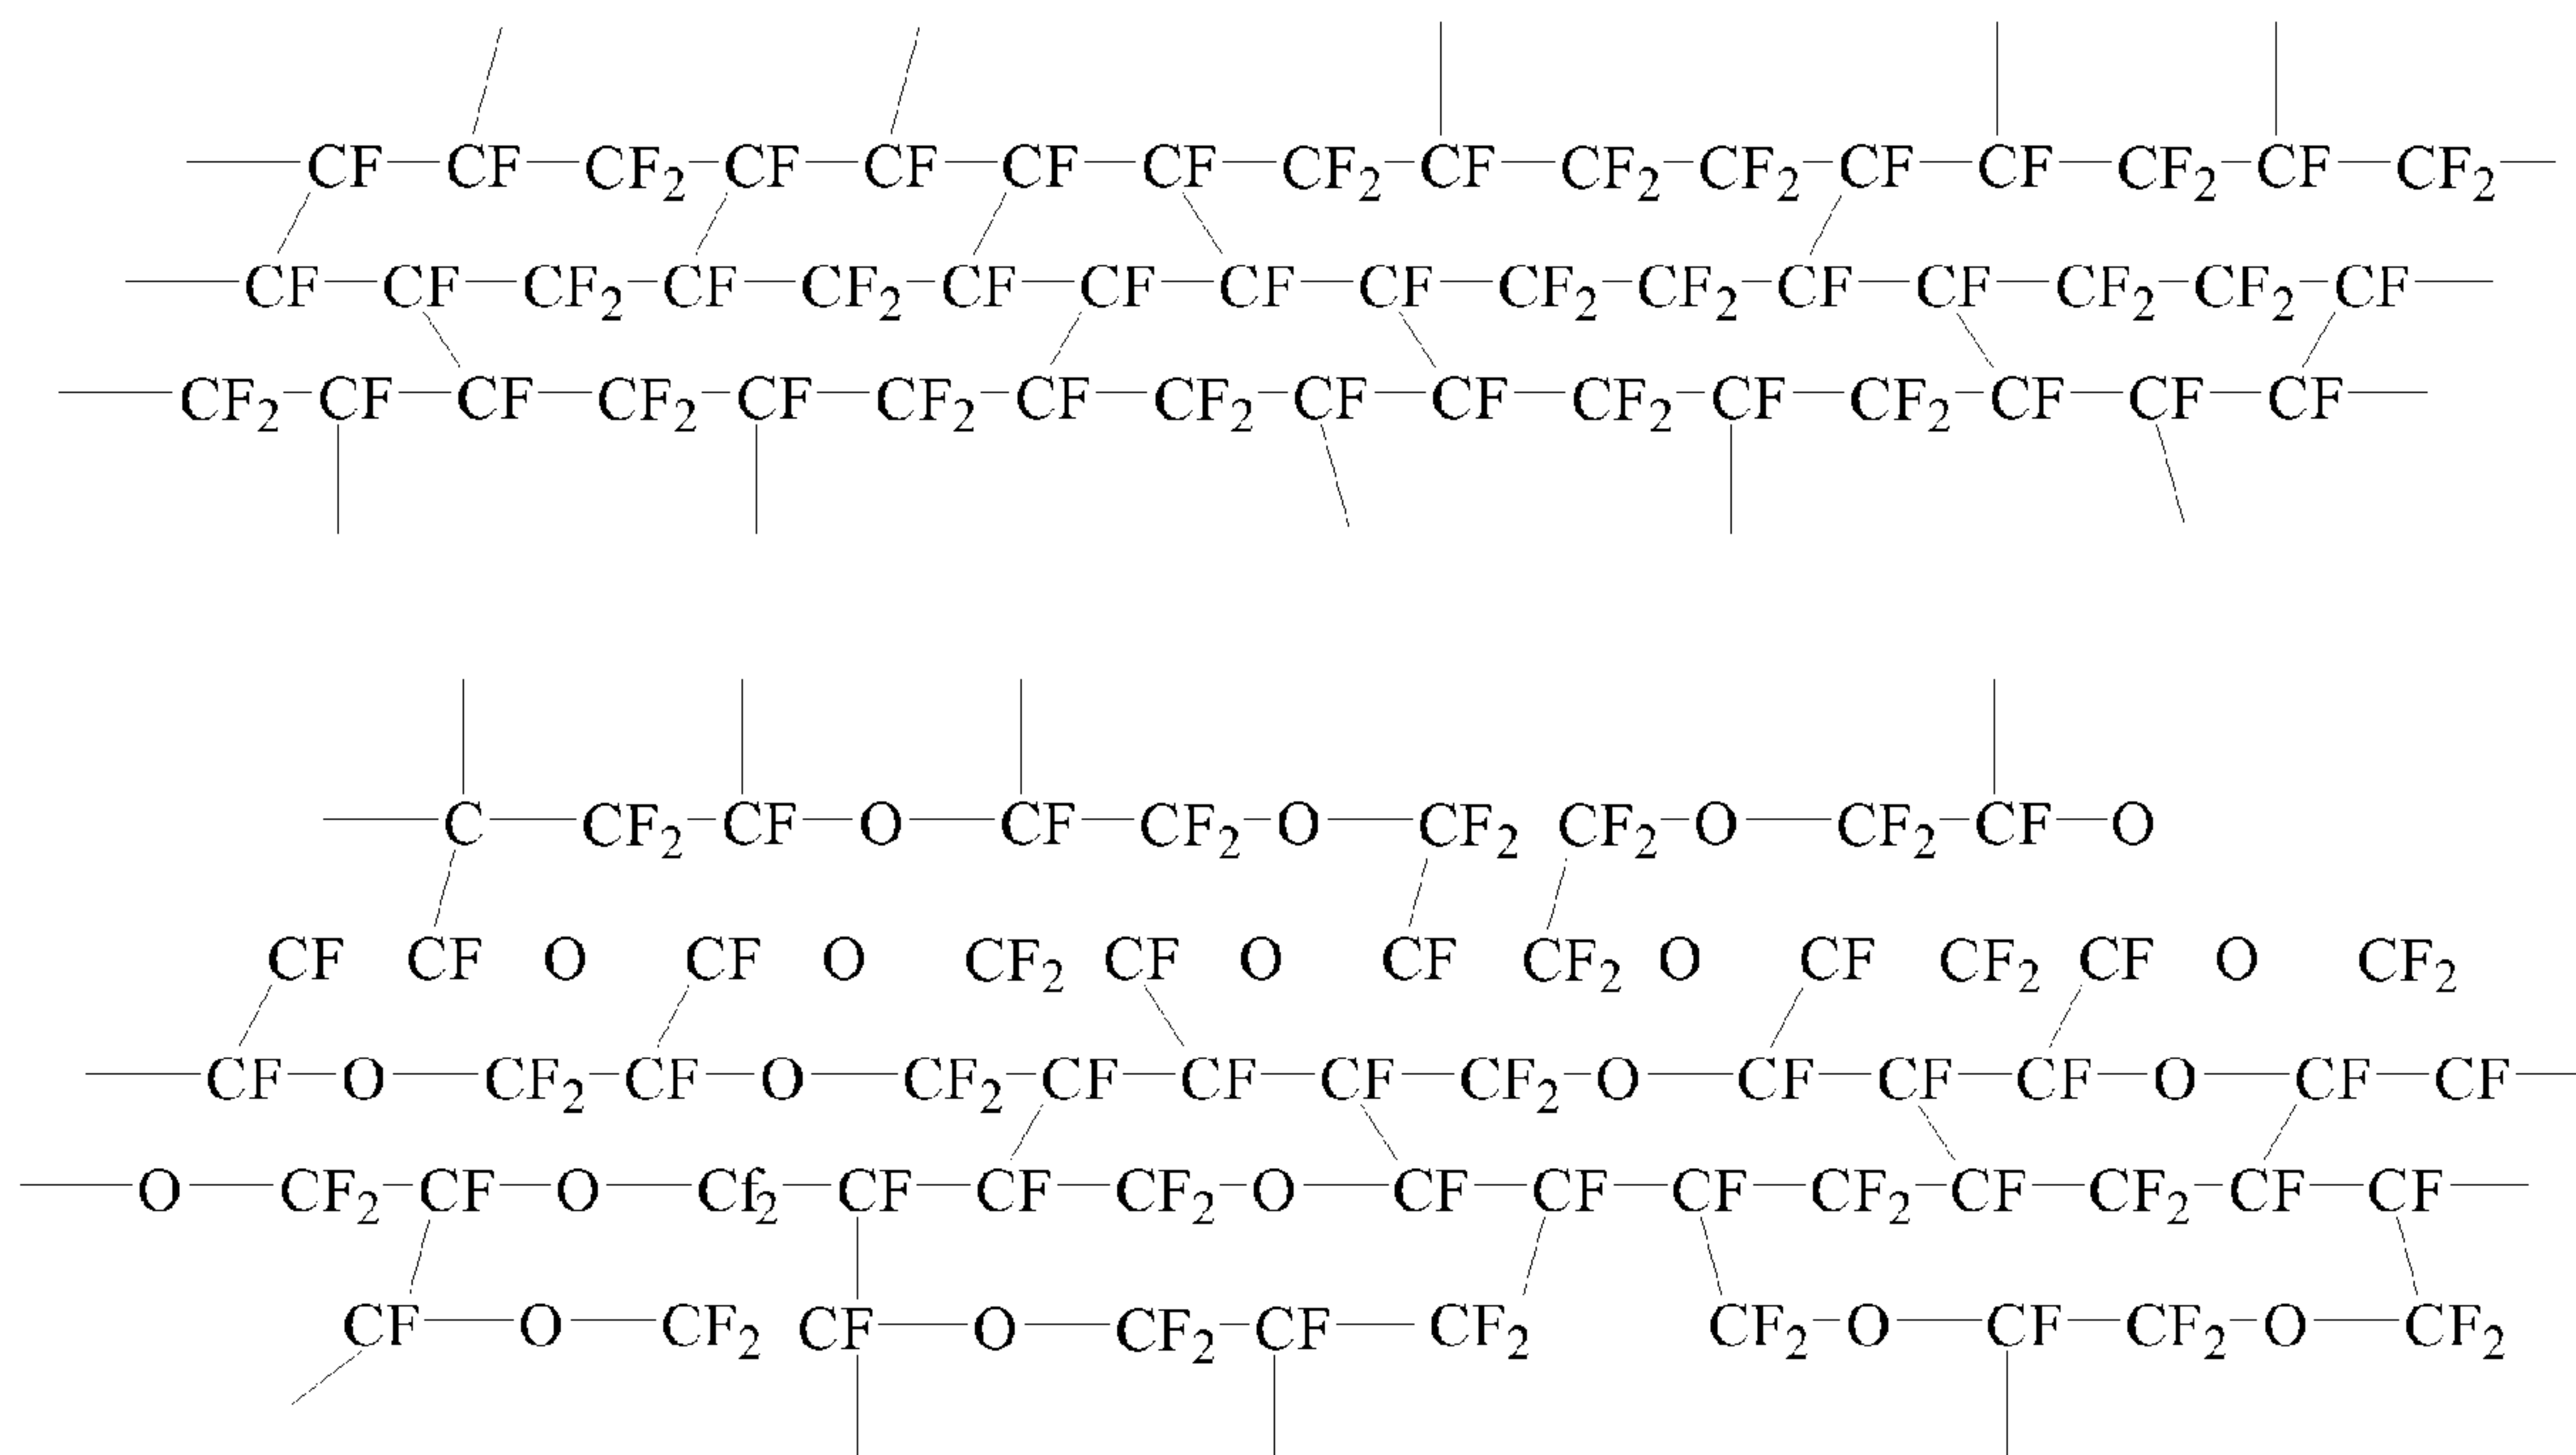 CF CF CF₂ CF CF CF CF CF₂ CF CF₂ CF₂ CF CF CF₂ CF CF₂
CF CF CF₂ CF CF₂ CF CF CF CF CF₂ CF₂ CF CF CF₂ CF₂ CF
CF₂ CF CF CF₂ CF CF₂ CF CF₂ CF CF CF₂ CF CF₂ CF CF CF
C CF₂ CF O CF CF₂ O CF₂ CF₂ O CF₂ CF O
CF CF O CF O CF₂ CF O CF CF₂ O CF CF₂ CF O CF₂
CF O CF₂ CF O CF₂ CF CF CF CF₂ O CF CF CF O CF CF
O CF₂ CF O Cf₂ CF CF CF₂ O CF CF CF CF₂ CF CF₂ CF CF
CF O CF₂ CF O CF₂ CF CF₂ CF₂ O CF CF₂ O CF₂